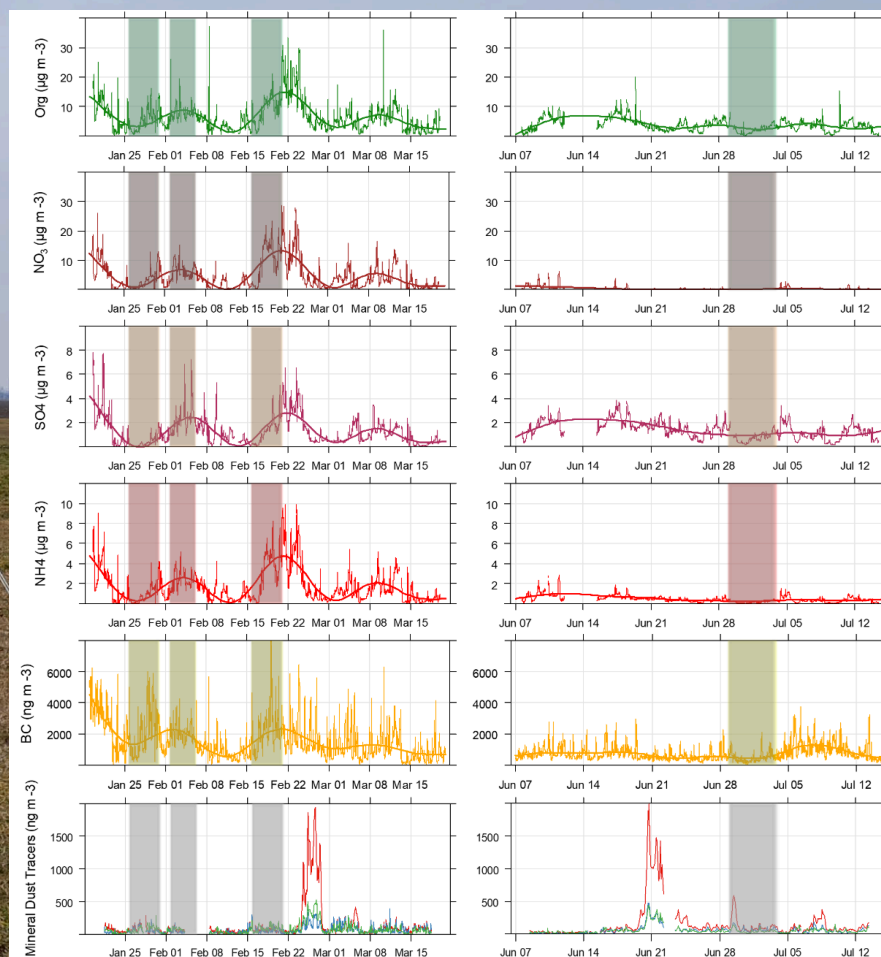 Org (µg m -3)
30
20
10
Jan 25 Feb 01 Feb 08 Feb 15 Feb 22 Mar 01 Mar 08 Mar 15
30
20
10
Jun 07 Jun 14 Jun 21 Jun 28 Jul 05 Jul 12
NO3 (µg m -3)
30
20
10
Jan 25 Feb 01 Feb 08 Feb 15 Feb 22 Mar 01 Mar 08 Mar 15
30
20
10
Jun 07 Jun 14 Jun 21 Jun 28 Jul 05 Jul 12
SO4 (µg m -3)
8
6
4
2
Jan 25 Feb 01 Feb 08 Feb 15 Feb 22 Mar 01 Mar 08 Mar 15
8
6
4
2
Jun 07 Jun 14 Jun 21 Jun 28 Jul 05 Jul 12
NH4 (µg m -3)
10
8
6
4
2
Jan 25 Feb 01 Feb 08 Feb 15 Feb 22 Mar 01 Mar 08 Mar 15
10
8
6
4
2
Jun 07 Jun 14 Jun 21 Jun 28 Jul 05 Jul 12
BC (ng m -3)
6000
4000
2000
Jan 25 Feb 01 Feb 08 Feb 15 Feb 22 Mar 01 Mar 08 Mar 15
6000
4000
2000
Jun 07 Jun 14 Jun 21 Jun 28 Jul 05 Jul 12
Mineral Dust Tracers (ng m -3)
1500
1000
500
Jan 25 Feb 01 Feb 08 Feb 15 Feb 22 Mar 01 Mar 08 Mar 15
1500
1000
500
Jun 07 Jun 14 Jun 21 Jun 28 Jul 05 Jul 12